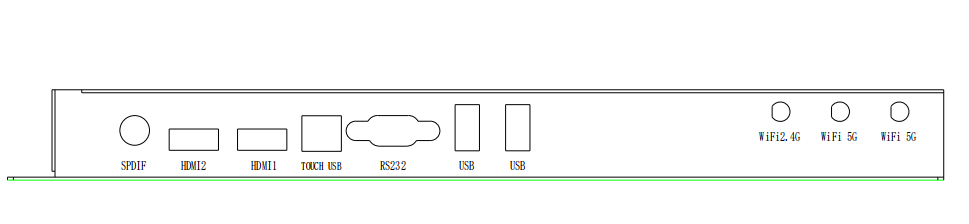 WiFi2.4G WiFi 5G WiFi 5G
SPDIF HDMI2 HDMI1 TOUCH USB RS232 USB USB